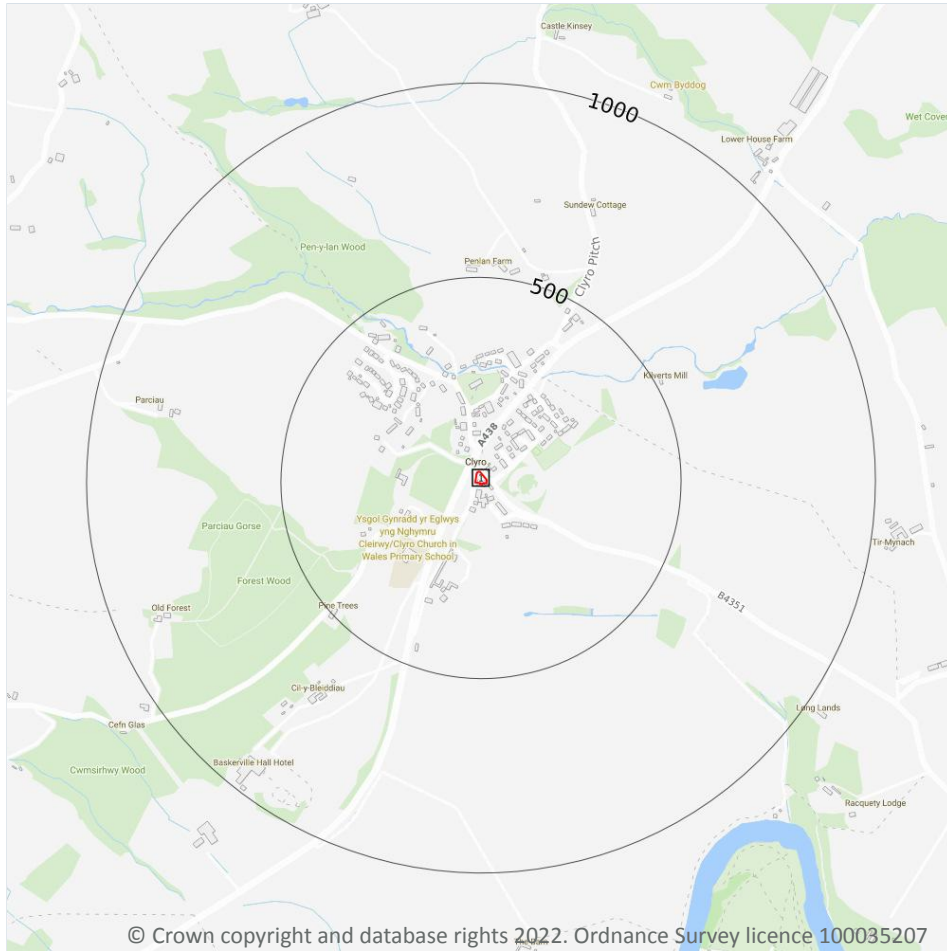 Castle Kinsey
Cwm Byddog
1000
Wet Cover
Lower House Farm
Sundew Cottage
Pen-y-lan Wood
Clyro Pitch
Penlan Farm
500
Kilverts Mill
Parciau
A438
Clyro
Parciau Gorse
Ysgol Gynradd yr Eglwys
yng Nghymru
Cleirwy/Clyro Church in
Wales Primary School
Tir-Mynach
Forest Wood
B4351
Old Forest
Pine Trees
Cil-y-Bleiddiau
Long Lands
Cefn Glas
Baskerville Hall Hotel
Cwmsirhwy Wood
Racquety Lodge
© Crown copyright and database rights 2022. Ordnance Survey licence 100035207